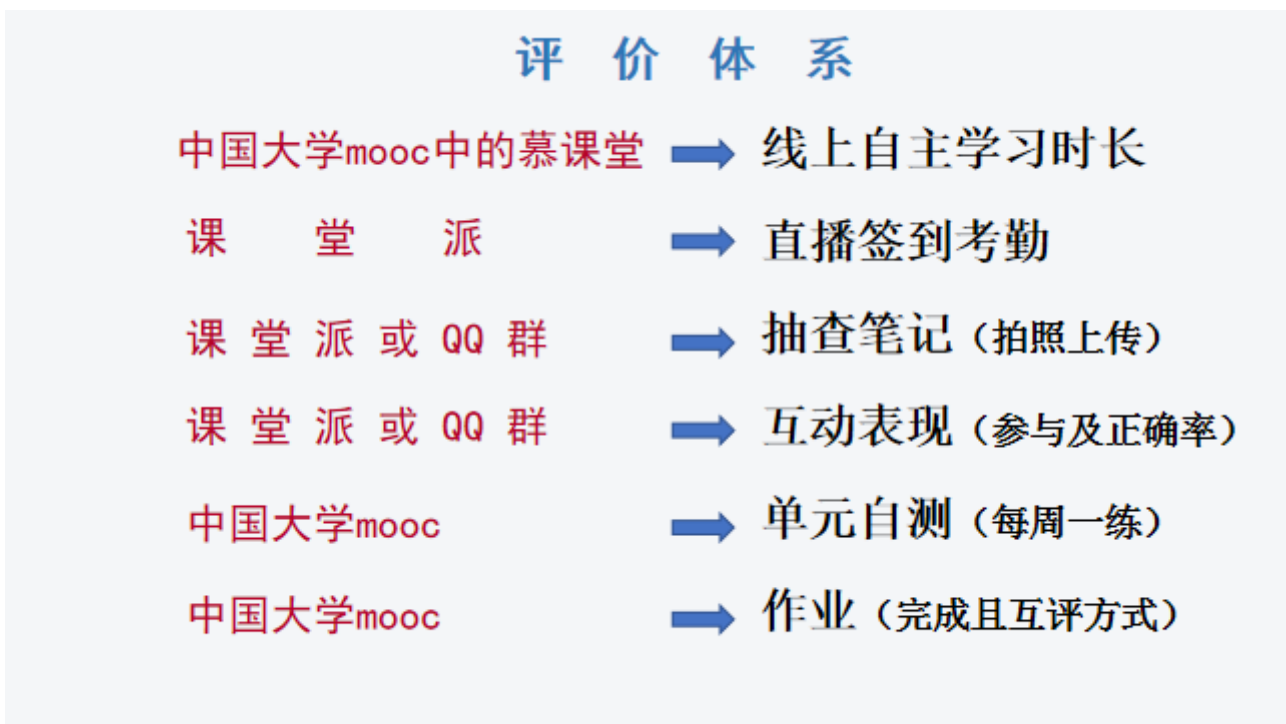 评 价 体 系
中国大学mooc中的慕课堂 ➡ 线上自主学习时长
课 堂 派 ➡ 直播签到考勤
课 堂 派 或 QQ 群 ➡ 抽查笔记（拍照上传）
课 堂 派 或 QQ 群 ➡ 互动表现（参与及正确率）
中国大学mooc ➡ 单元自测（每周一练）
中国大学mooc ➡ 作业（完成且互评方式）